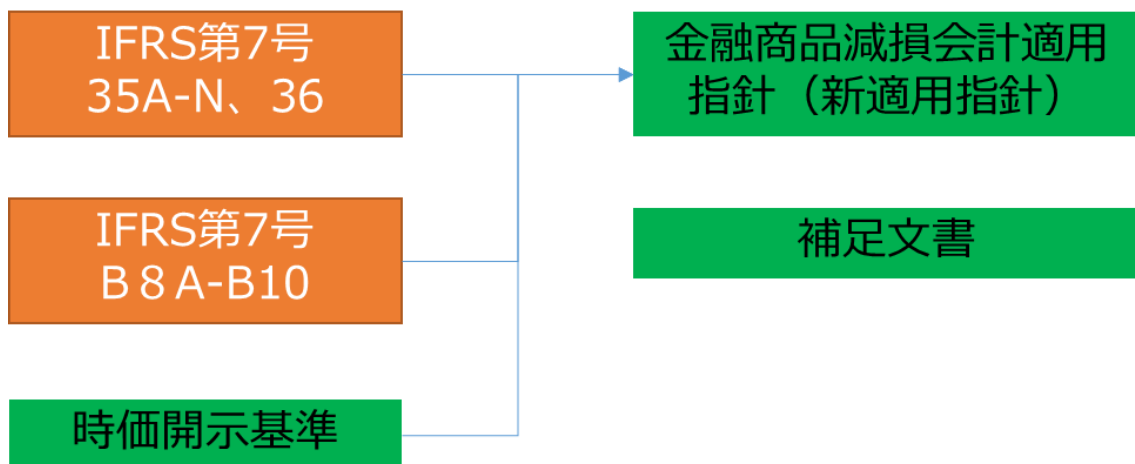 IFRS第7号
35A-N、36
金融商品減損会計適用
指針（新適用指針）
IFRS第7号
B８A-B10
補足文書
時価開示基準